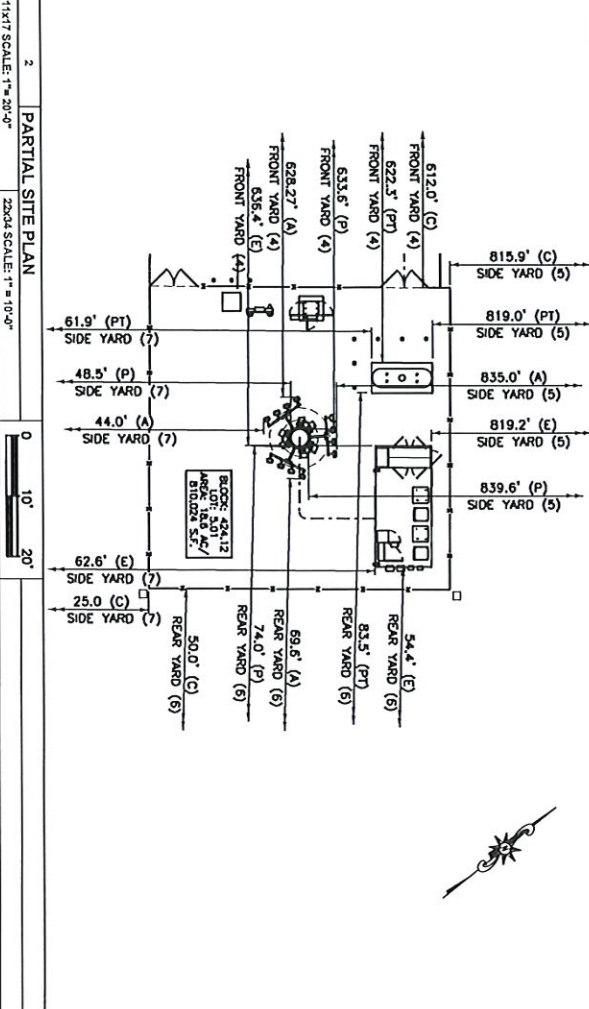 612.0' (C)
FRONT YARD (4)
622.3' (PT)
FRONT YARD (4)
633.6' (P)
FRONT YARD (4)
628.27' (A)
FRONT YARD (4)
636.4' (E)
FRONT YARD (4)
815.9' (C)
SIDE YARD (5)
819.0' (PT)
SIDE YARD (5)
835.0' (A)
SIDE YARD (5)
819.2' (E)
SIDE YARD (5)
839.6' (P)
SIDE YARD (5)
61.9' (PT)
SIDE YARD (7)
48.5' (P)
SIDE YARD (7)
44.0' (A)
SIDE YARD (7)
62.6' (E)
SIDE YARD (7)
25.0 (C)
SIDE YARD (7)
BLOCK: 424.12
LOT: 5.01
AREA: 18.6 AC/
810,024 S.F.
54.4' (E)
REAR YARD (6)
83.5' (PT)
REAR YARD (6)
69.6' (A)
REAR YARD (6)
74.0' (P)
REAR YARD (6)
50.0' (C)
REAR YARD (6)
2
PARTIAL SITE PLAN
11x17 SCALE: 1"= 20'-0"
22x34 SCALE: 1" = 10'-0"
0
10'
20'